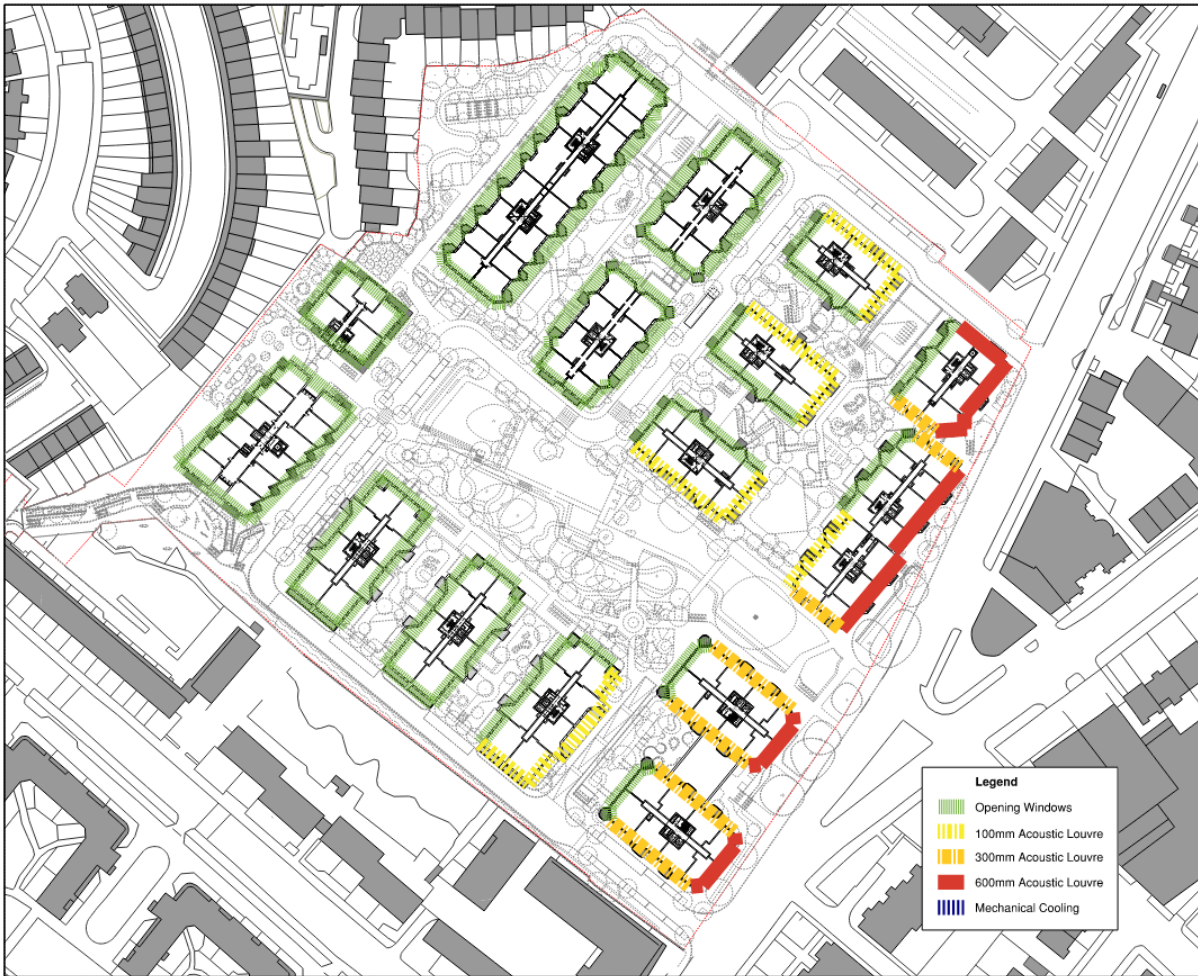 Legend
Opening Windows
100mm Acoustic Louvre
300mm Acoustic Louvre
600mm Acoustic Louvre
Mechanical Cooling